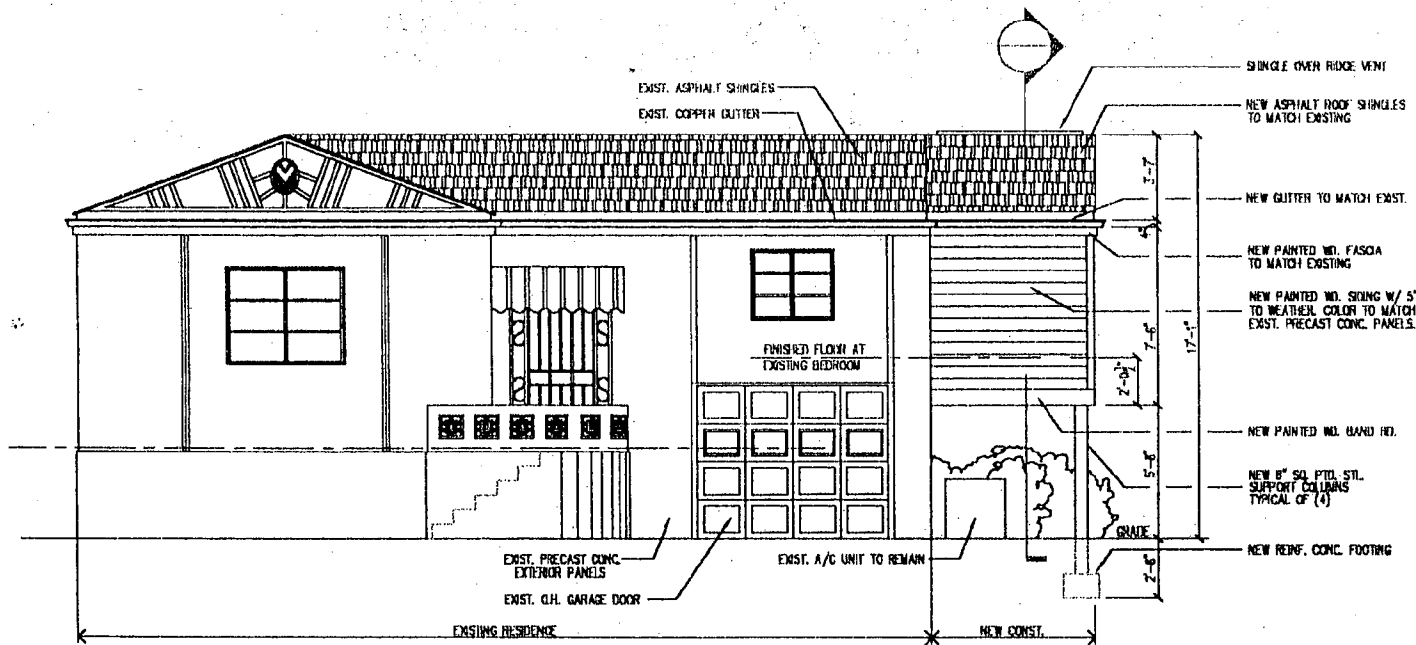 SHINGLE OVER RIDGE VENT
EXIST. ASPHALT SHINGLES
NEW ASPHALT ROOF SHINGLES
TO MATCH EXISTING
EXIST. COPPER GUTTER
3'-7"
NEW GUTTER TO MATCH EXIST.
NEW PAINTED WD. FASCIA
TO MATCH EXISTING
NEW PAINTED WD. SIDING W/ 5"
TO WEATHER, COLOR TO MATCH
EXIST. PRECAST CONC. PANELS.
7'-6"
FINISHED FLOOR AT
EXISTING BEDROOM
NEW PAINTED WD. BAND BD.
5'-8"
NEW 8" SQ. PTD. STL.
SUPPORT COLUMNS
TYPICAL OF (4)
GRADE
EXIST. PRECAST CONC.
EXTERIOR PANELS
EXIST. A/C UNIT TO REMAIN
NEW REINF. CONC. FOOTING
2'-6"
EXIST. O.H. GARAGE DOOR
EXISTING RESIDENCE
NEW CONST.